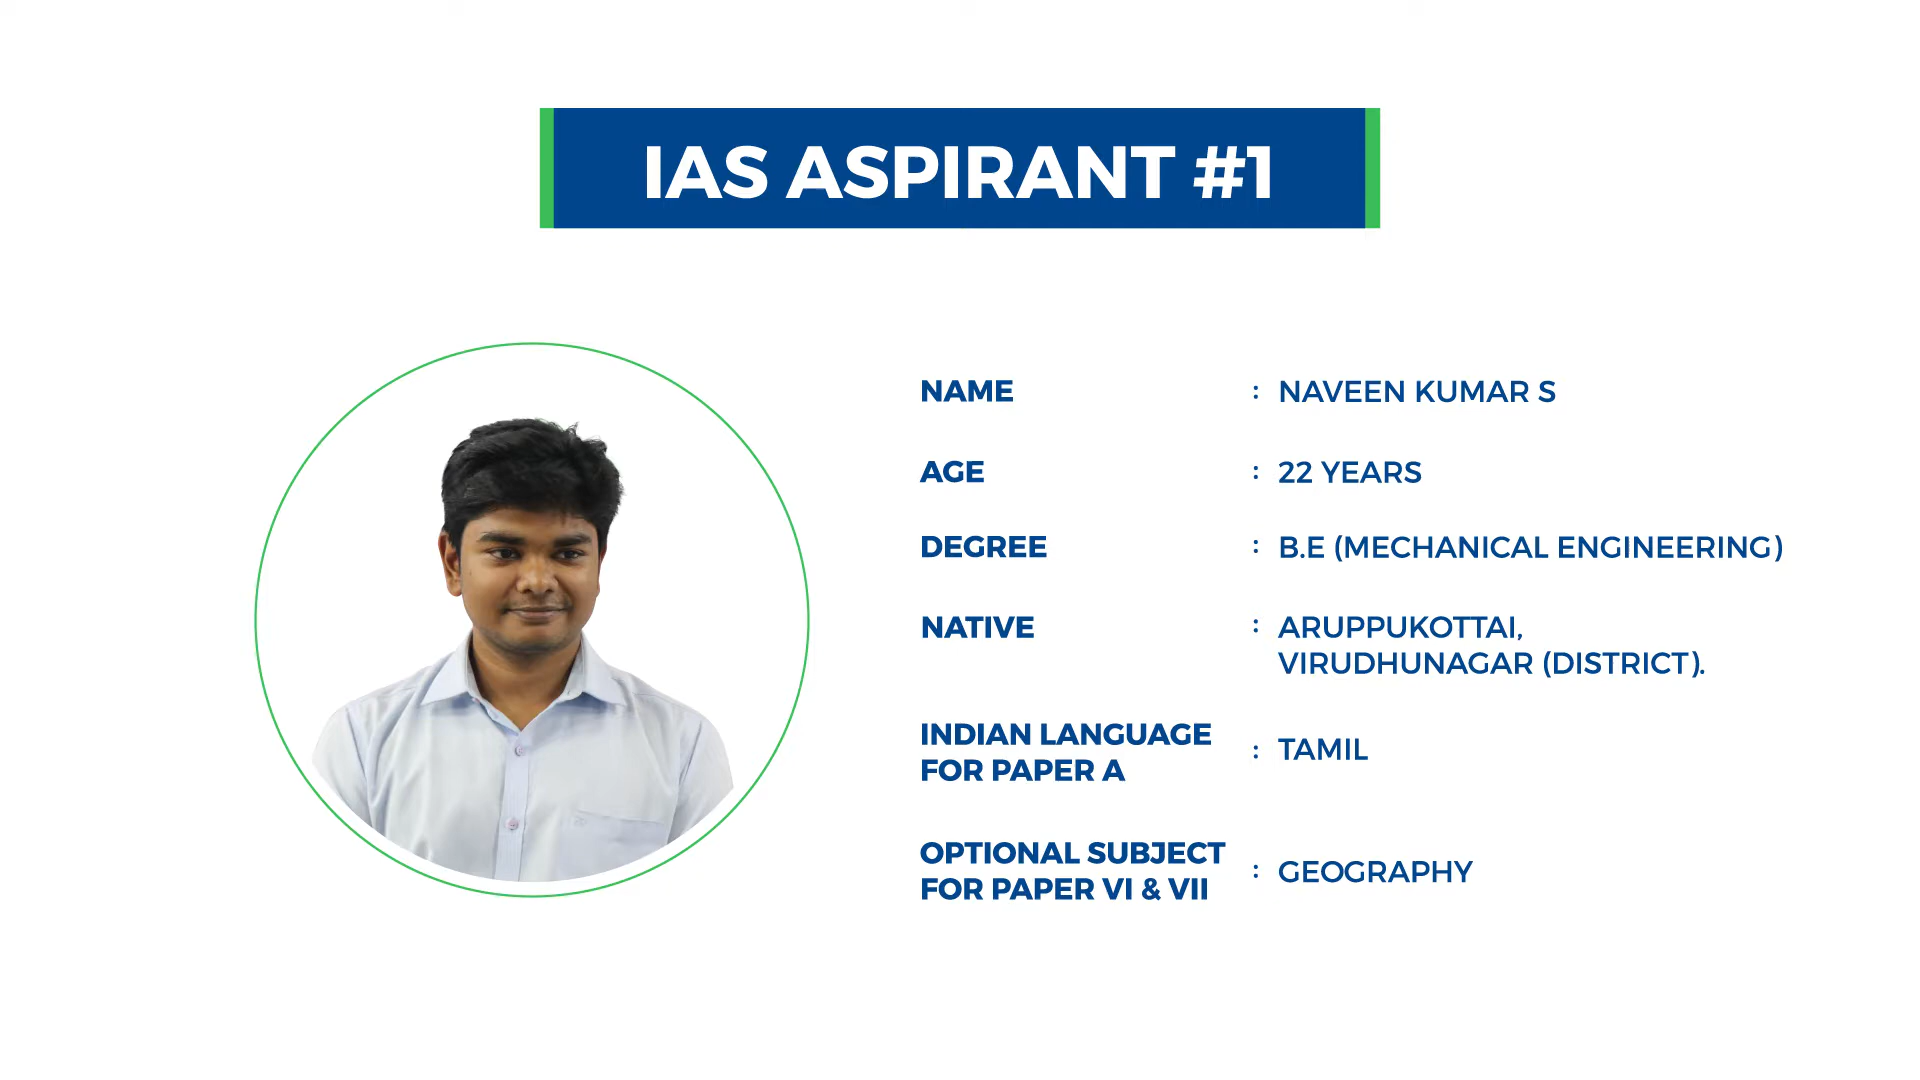 IAS ASPIRANT #1
NAME : NAVEEN KUMAR S
AGE : 22 YEARS
DEGREE : B.E (MECHANICAL ENGINEERING)
NATIVE : ARUPPUKOTTAI,
VIRUDHUNAGAR (DISTRICT).
INDIAN LANGUAGE
FOR PAPER A : TAMIL
OPTIONAL SUBJECT
FOR PAPER VI & VII : GEOGRAPHY